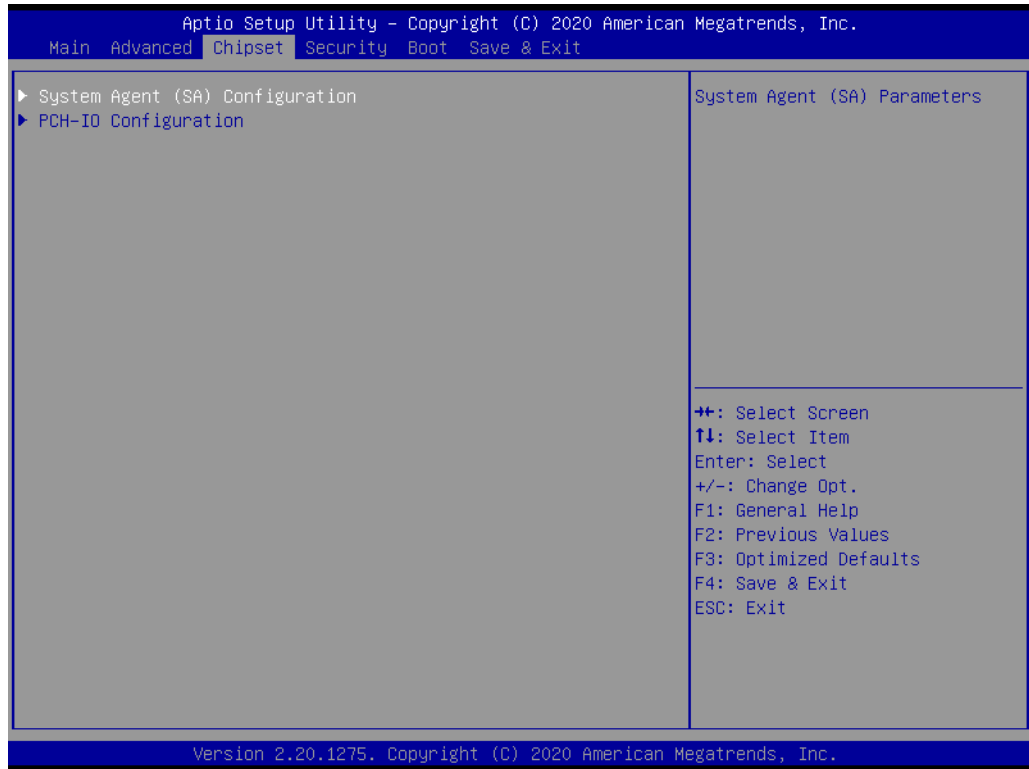 Aptio Setup Utility – Copyright (C) 2020 American Megatrends, Inc.
Main Advanced Chipset Security Boot Save & Exit
▶ System Agent (SA) Configuration
▶ PCH-IO Configuration
System Agent (SA) Parameters
→←: Select Screen
↑↓: Select Item
Enter: Select
+/-: Change Opt.
F1: General Help
F2: Previous Values
F3: Optimized Defaults
F4: Save & Exit
ESC: Exit
Version 2.20.1275. Copyright (C) 2020 American Megatrends, Inc.